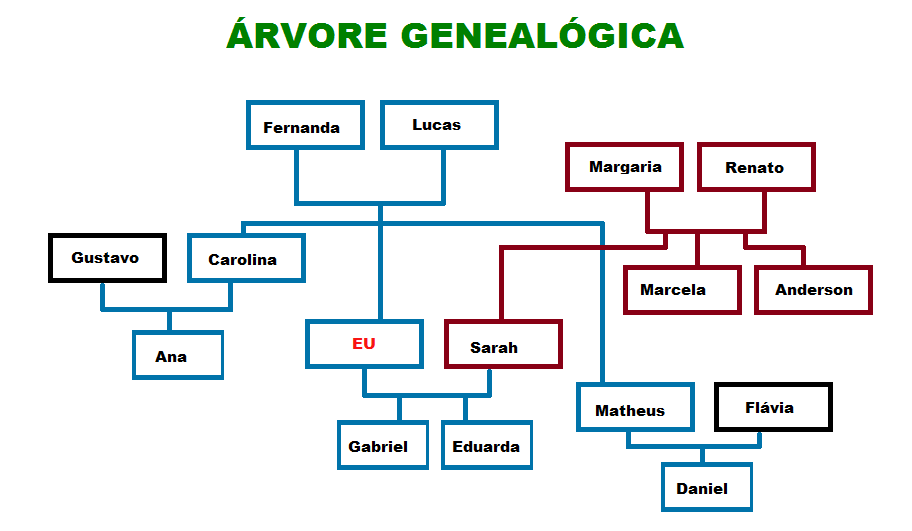 ÁRVORE GENEALÓGICA
Fernanda
Lucas
Margaria
Renato
Gustavo
Carolina
Marcela
Anderson
Ana
EU
Sarah
Matheus
Flávia
Gabriel
Eduarda
Daniel